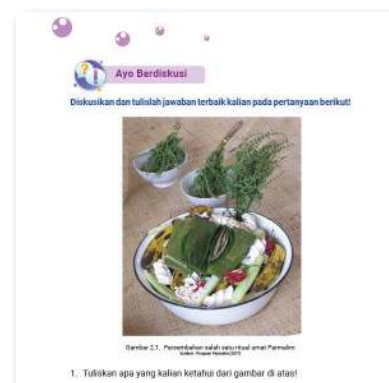 Ayo Berdiskusi
Diskusikan dan tulislah jawaban terbaik kalian pada pertanyaan berikut!
Gambar 2.1. Persembahan salah satu ritual umat Parmalim
1. Tuliskan apa yang kalian ketahui dari gambar di atas!